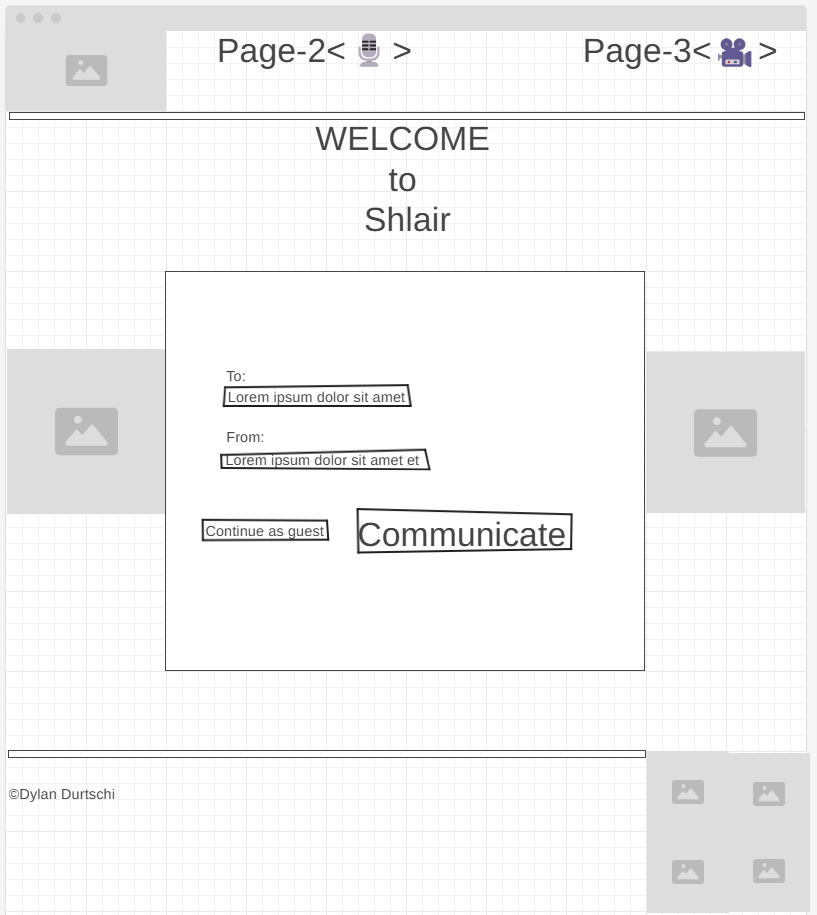 Page-2< 🎙 >
Page-3< 🎥 >
WELCOME
to
Shlair
To:
Lorem ipsum dolor sit amet
From:
Lorem ipsum dolor sit amet et
Continue as guest
Communicate
©Dylan Durtschi